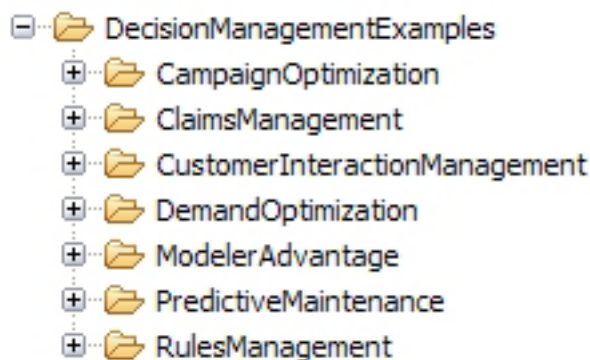 DecisionManagementExamples
CampaignOptimization
ClaimsManagement
CustomerInteractionManagement
DemandOptimization
ModelerAdvantage
PredictiveMaintenance
RulesManagement